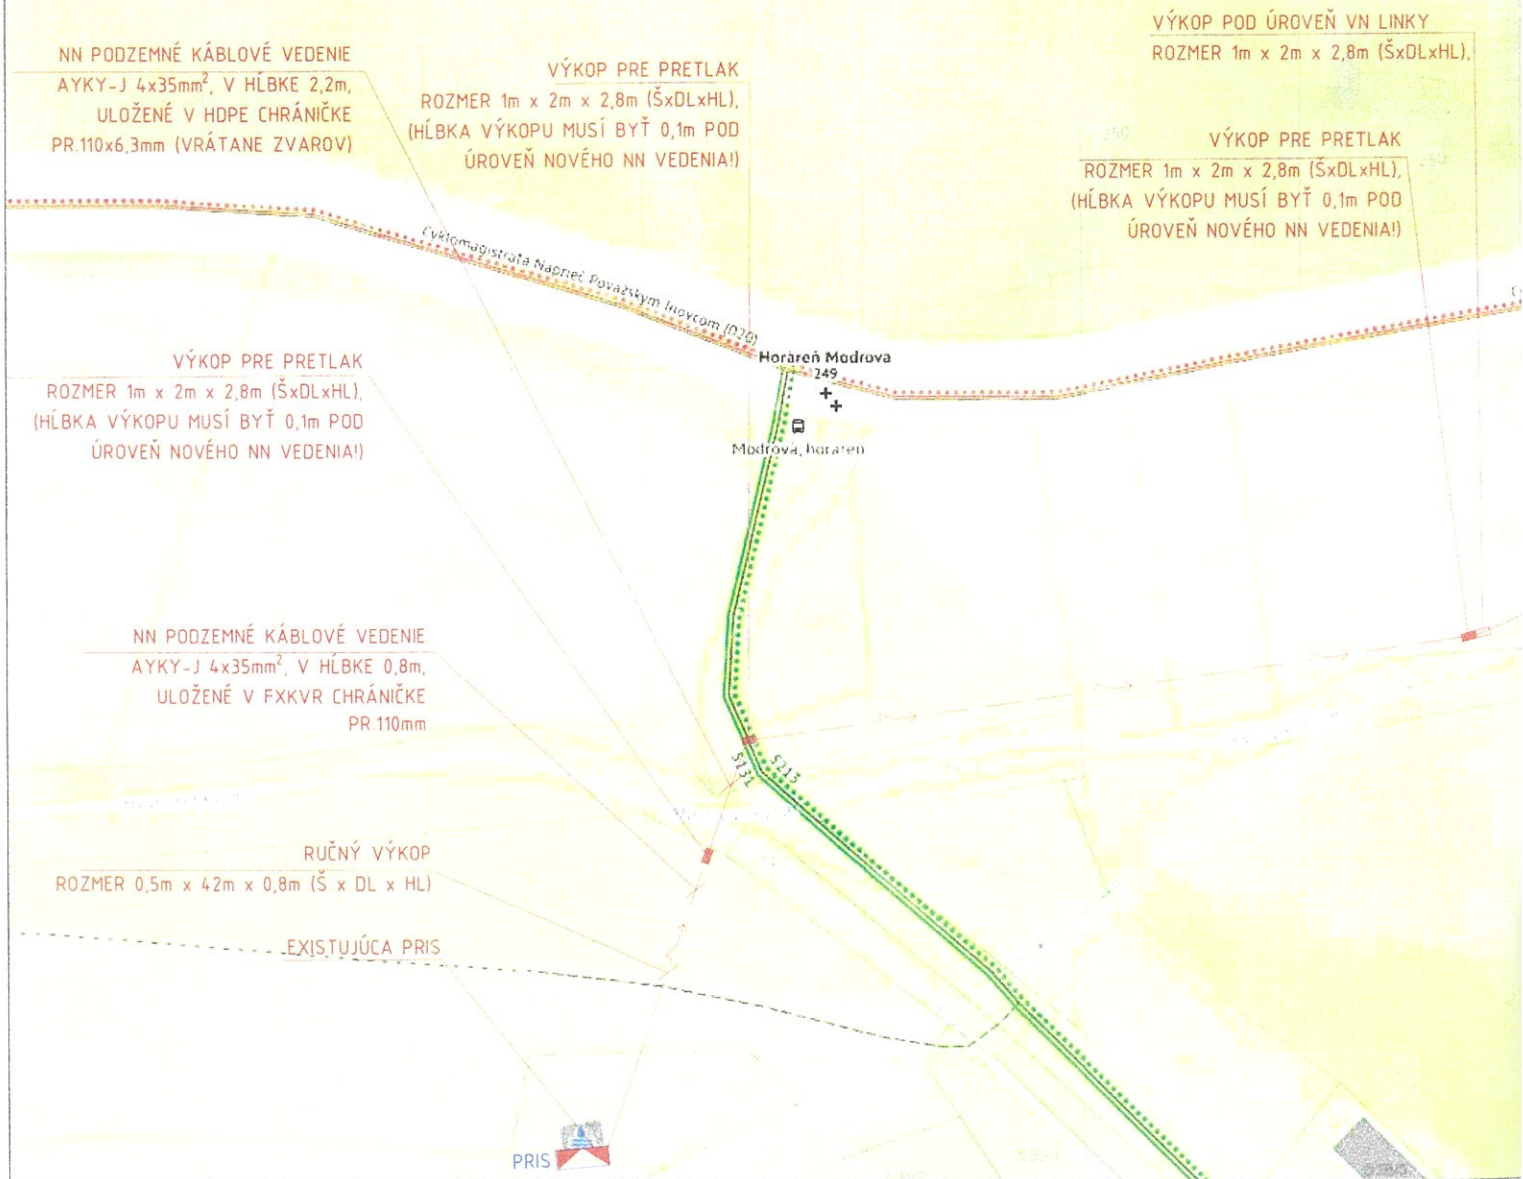 NN PODZEMNÉ KÁBLOVÉ VEDENIE
AYKY-J 4x35mm², V HĹBKE 2,2m,
ULOŽENÉ V HDPE CHRÁNIČKE
PR.110x6,3mm (VRÁTANE ZVAROV)
VÝKOP PRE PRETLAK
ROZMER 1m x 2m x 2,8m (ŠxDLxHL),
(HĹBKA VÝKOPU MUSÍ BYŤ 0,1m POD
ÚROVEŇ NOVÉHO NN VEDENIA!)
VÝKOP POD ÚROVEŇ VN LINKY
ROZMER 1m x 2m x 2,8m (ŠxDLxHL),
250
VÝKOP PRE PRETLAK
250
ROZMER 1m x 2m x 2,8m (ŠxDLxHL),
(HĹBKA VÝKOPU MUSÍ BYŤ 0,1m POD
ÚROVEŇ NOVÉHO NN VEDENIA!)
Cyklomagistrála Naprieč Považským Inovcom (020)
Horáreň Modrova
249
Modrová, horáreň
VÝKOP PRE PRETLAK
ROZMER 1m x 2m x 2,8m (ŠxDLxHL),
(HĹBKA VÝKOPU MUSÍ BYŤ 0,1m POD
ÚROVEŇ NOVÉHO NN VEDENIA!)
NN PODZEMNÉ KÁBLOVÉ VEDENIE
AYKY-J 4x35mm², V HĹBKE 0,8m,
ULOŽENÉ V FXKVR CHRÁNIČKE
PR.110mm
5131
5213
RUČNÝ VÝKOP
ROZMER 0,5m x 42m x 0,8m (Š x DL x HL)
EXISTUJÚCA PRIS
PRIS